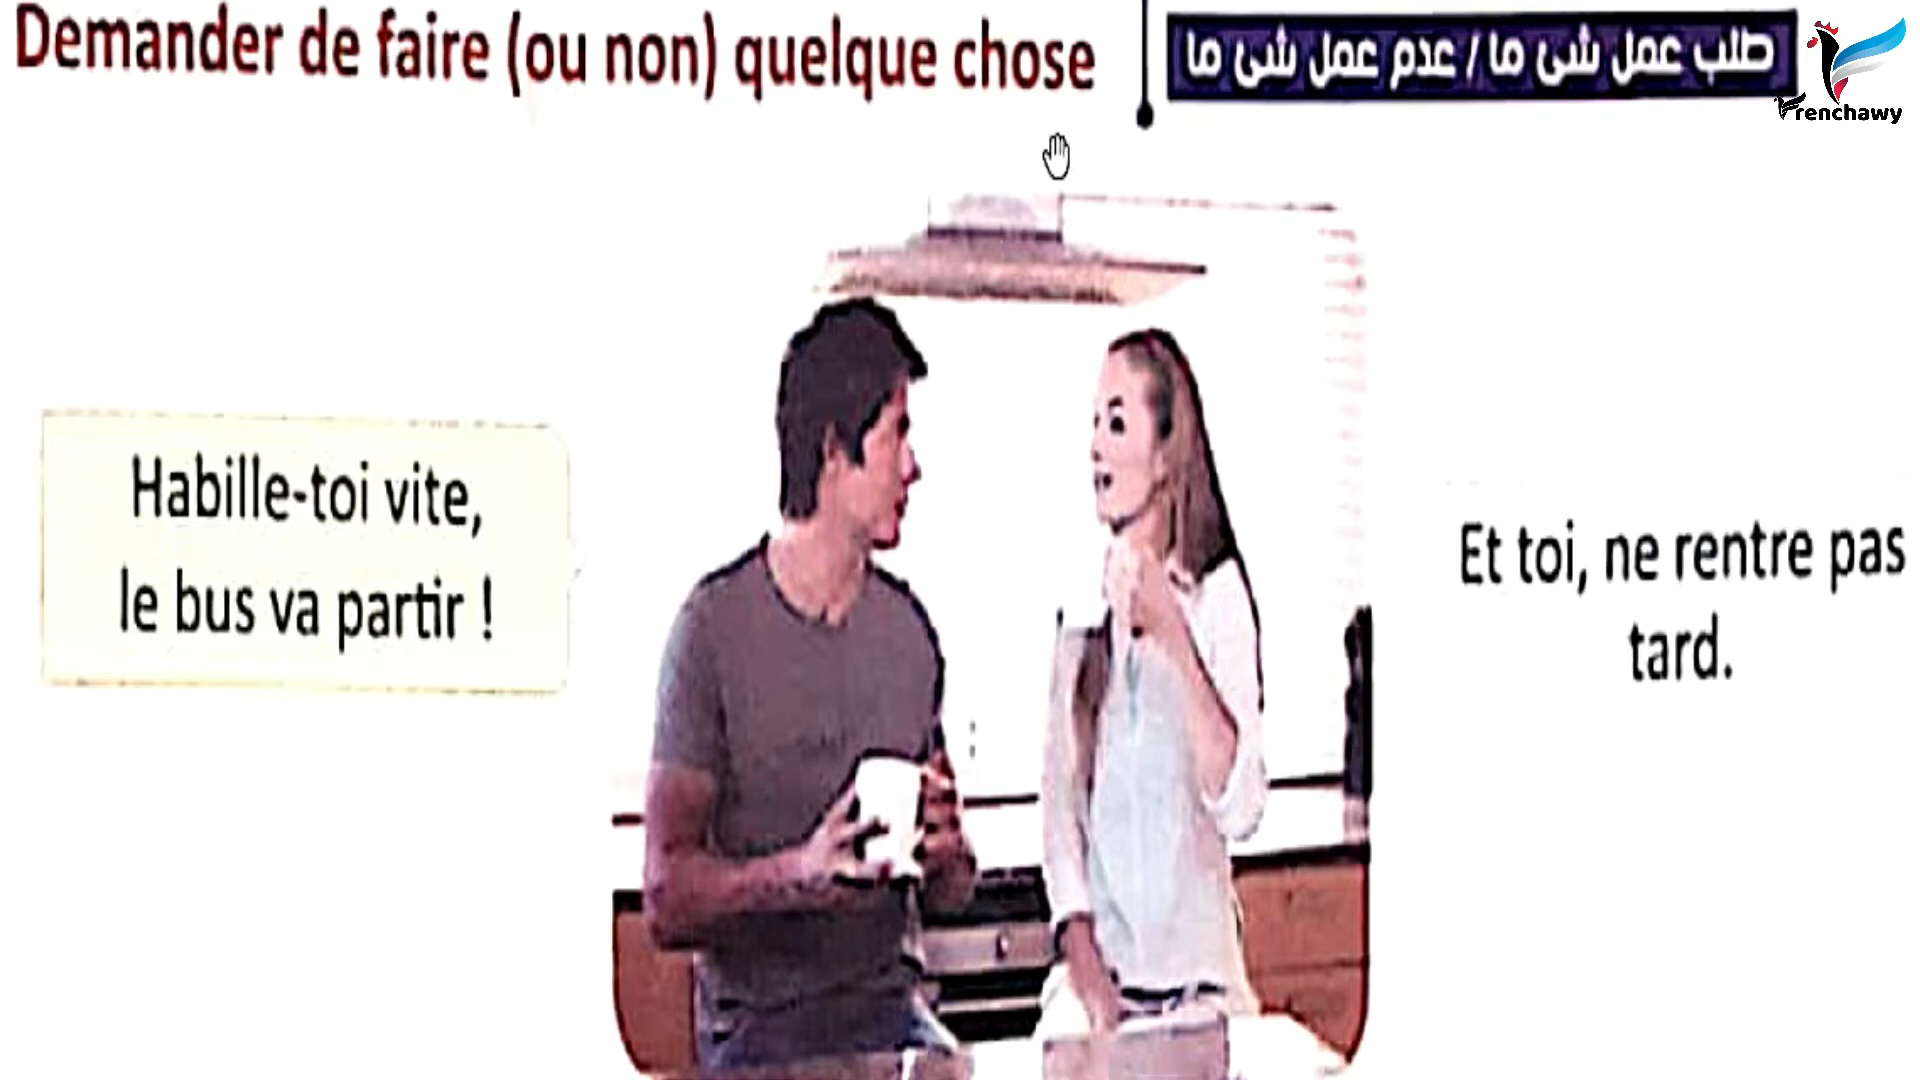 Demander de faire (ou non) quelque chose
طلب عمل شئ ما / عدم عمل شئ ما
Frenchawy
Habille-toi vite,
le bus va partir !
Et toi, ne rentre pas
tard.